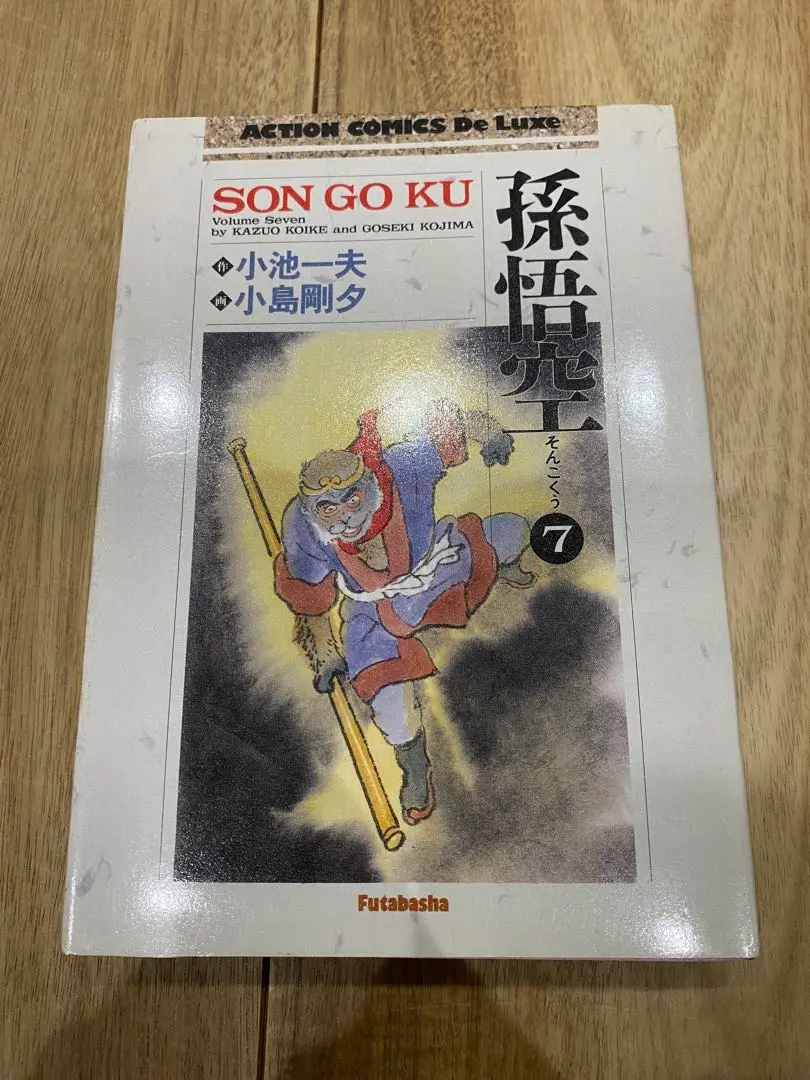 ACTION COMICS De Luxe
SON GO KU
Volume Seven
by KAZUO KOIKE and GOSEKI KOJIMA
作 小池一夫
画 小島剛夕
孫悟空
そんごくう
7
Futabasha